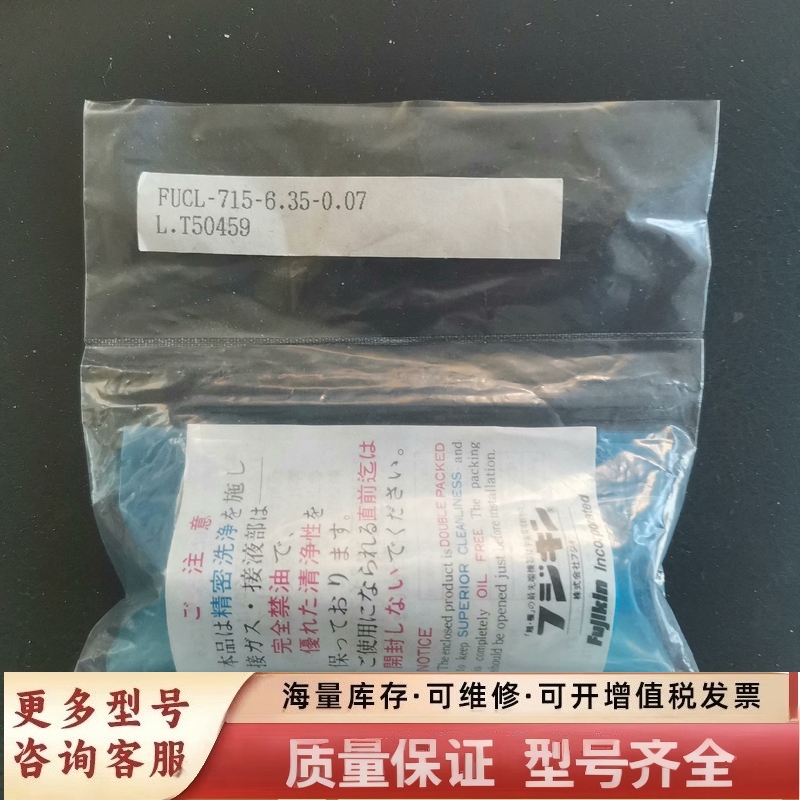 FUCL-715-6.35-0.07
L.T50459
ご注意
本品は精密洗浄を施し
接ガス・接液部は
完全禁油で、
優れた清浄性を
保っております。
ご使用になられる直前迄は
開封しないでください。
NOTICE
The enclosed product is DOUBLE PACKED
to keep SUPERIOR CLEANLINESS and
completely OIL FREE. The packing
should be opened just before installation.
フジキン
株式会社フジ
Fujikin Incorporated
更多型号
咨询客服
海量库存·可维修·可开增值税发票
质量保证 型号齐全